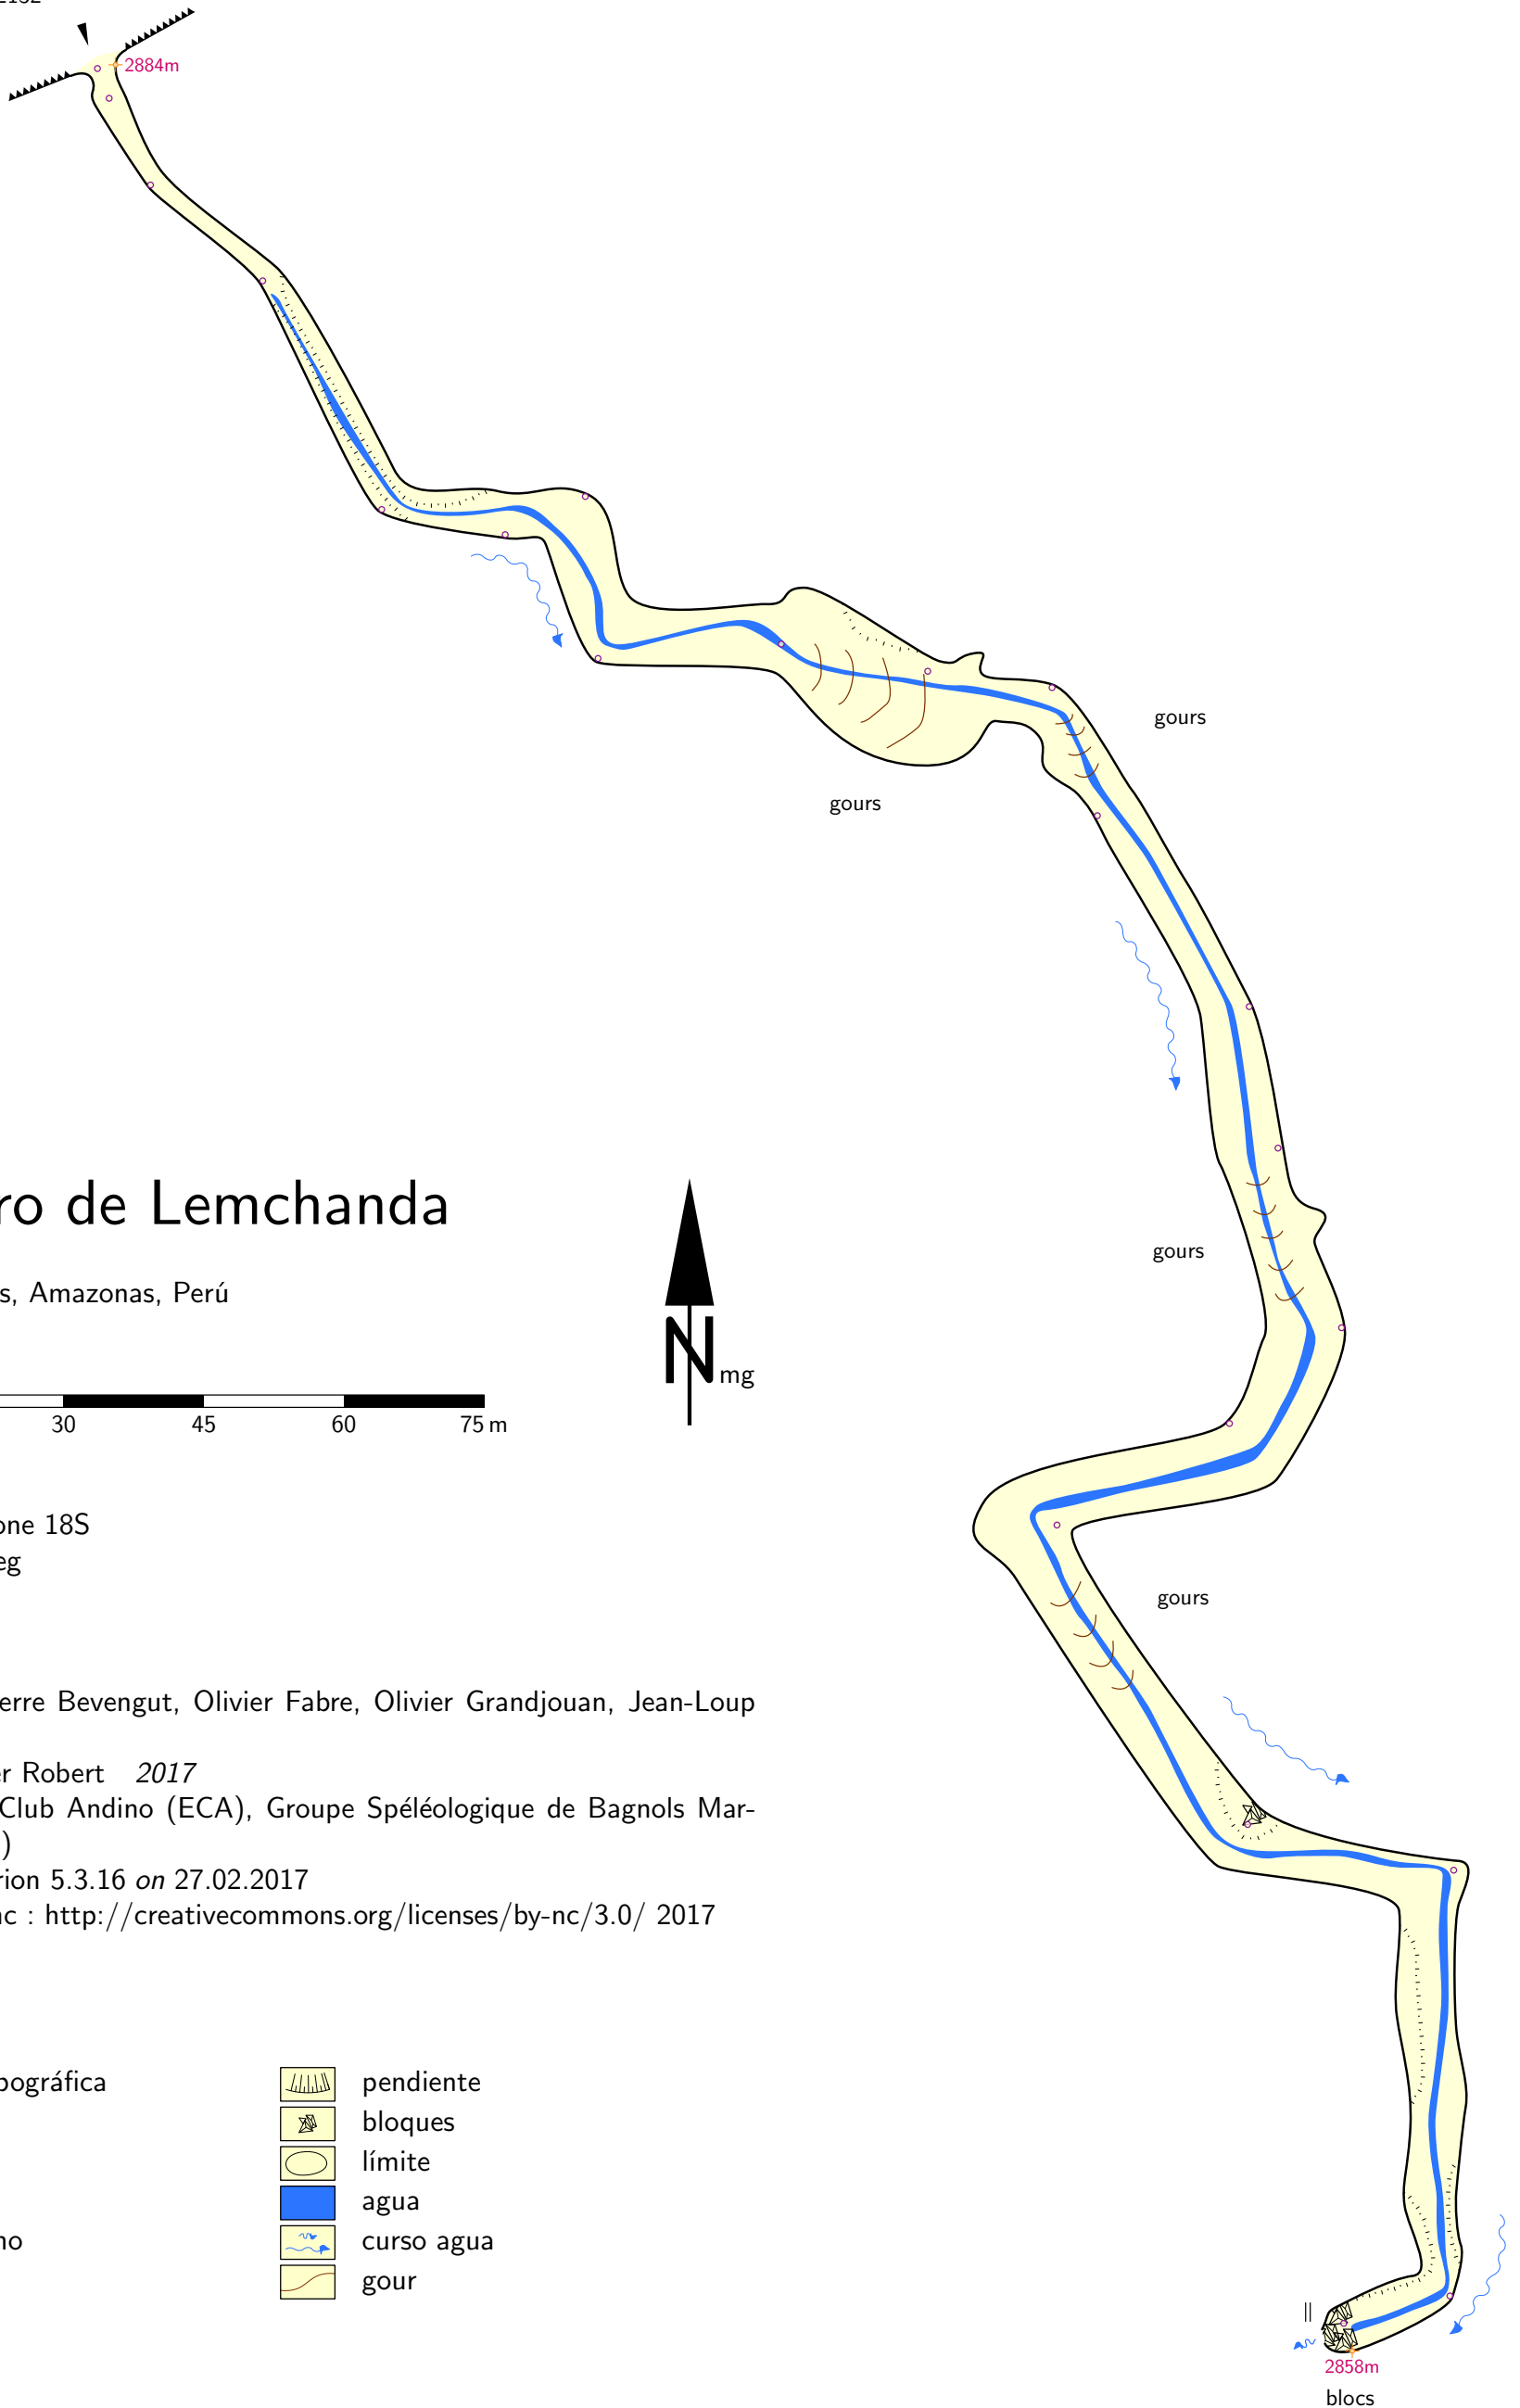 2884m
gours
gours
ro de Lemchanda
s, Amazonas, Perú
gours
N mg
30 45 60 75 m
one 18S
eg
gours
erre Bevengut, Olivier Fabre, Olivier Grandjouan, Jean-Loup
er Robert 2017
Club Andino (ECA), Groupe Spéléologique de Bagnols Mar-
)
rion 5.3.16 on 27.02.2017
nc : http://creativecommons.org/licenses/by-nc/3.0/ 2017
pográfica
pendiente
bloques
límite
agua
no
curso agua
gour
2858m
blocs